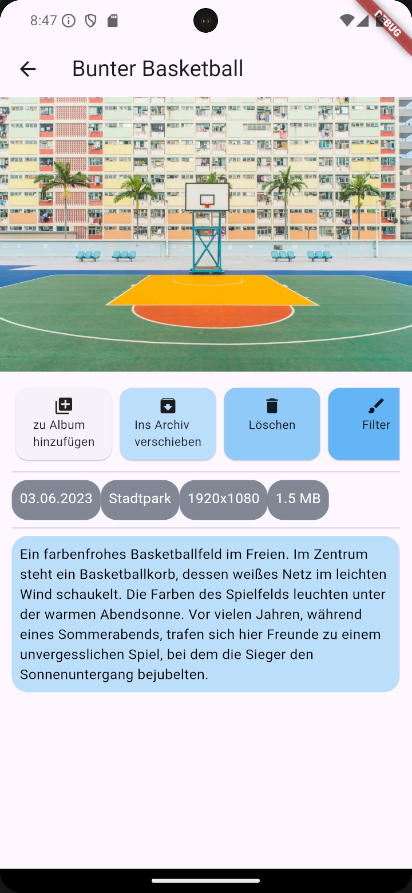 8:47
DEBUG
Bunter Basketball
zu Album
hinzufügen
Ins Archiv
verschieben
Löschen
Filter
03.06.2023
Stadtpark
1920x1080
1.5 MB
Ein farbenfrohes Basketballfeld im Freien. Im Zentrum
steht ein Basketballkorb, dessen weißes Netz im leichten
Wind schaukelt. Die Farben des Spielfelds leuchten unter
der warmen Abendsonne. Vor vielen Jahren, während
eines Sommerabends, trafen sich hier Freunde zu einem
unvergesslichen Spiel, bei dem die Sieger den
Sonnenuntergang bejubelten.